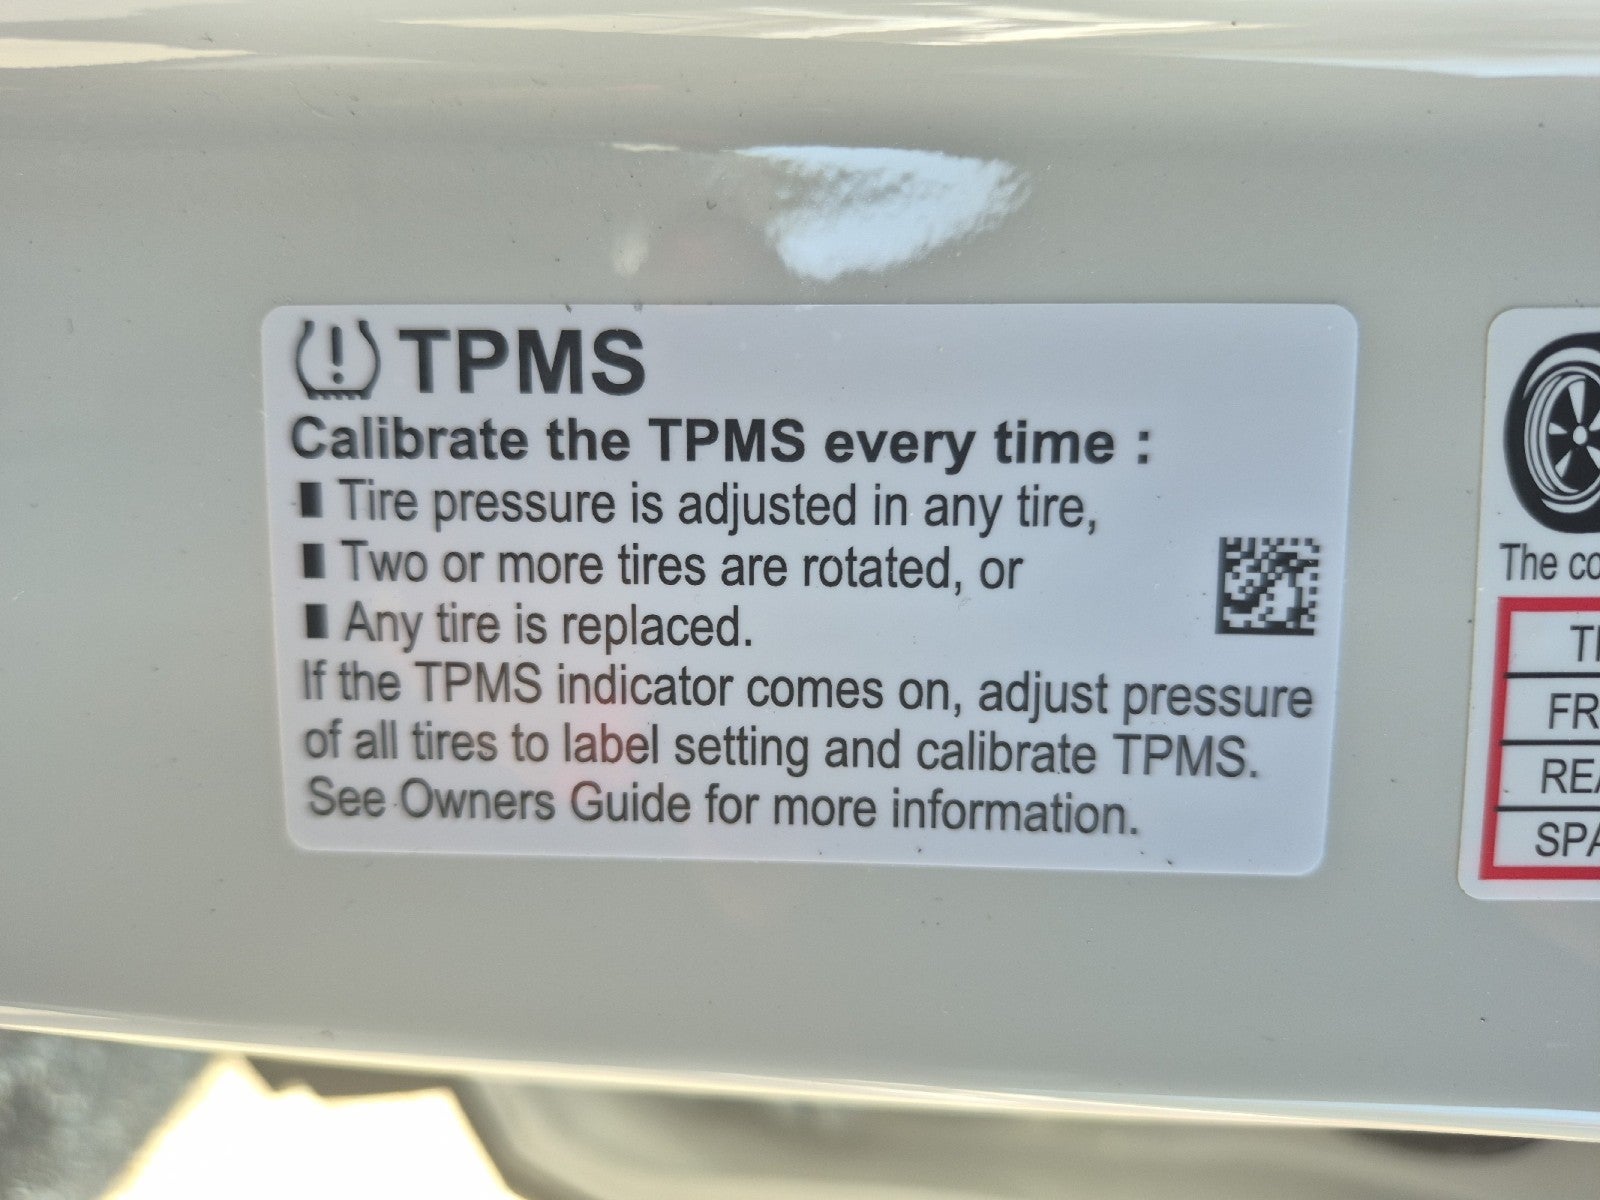 TPMS
Calibrate the TPMS every time :
Tire pressure is adjusted in any tire,
Two or more tires are rotated, or
Any tire is replaced.
If the TPMS indicator comes on, adjust pressure
of all tires to label setting and calibrate TPMS.
See Owners Guide for more information.
The